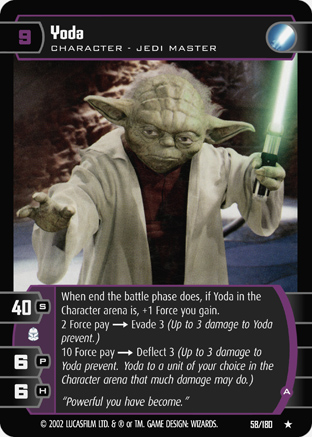 9 Yoda
CHARACTER - JEDI MASTER
40 S
6 P
6 H
When end the battle phase does, if Yoda in the
Character arena is, +1 Force you gain.
2 Force pay → Evade 3 (Up to 3 damage to Yoda
prevent.)
10 Force pay → Deflect 3 (Up to 3 damage to
Yoda prevent. Yoda to a unit of your choice in the
Character arena that much damage may do.)
"Powerful you have become."
A
© 2002 LUCASFILM LTD. & ® or TM. GAME DESIGN: WIZARDS. 58/180 ★